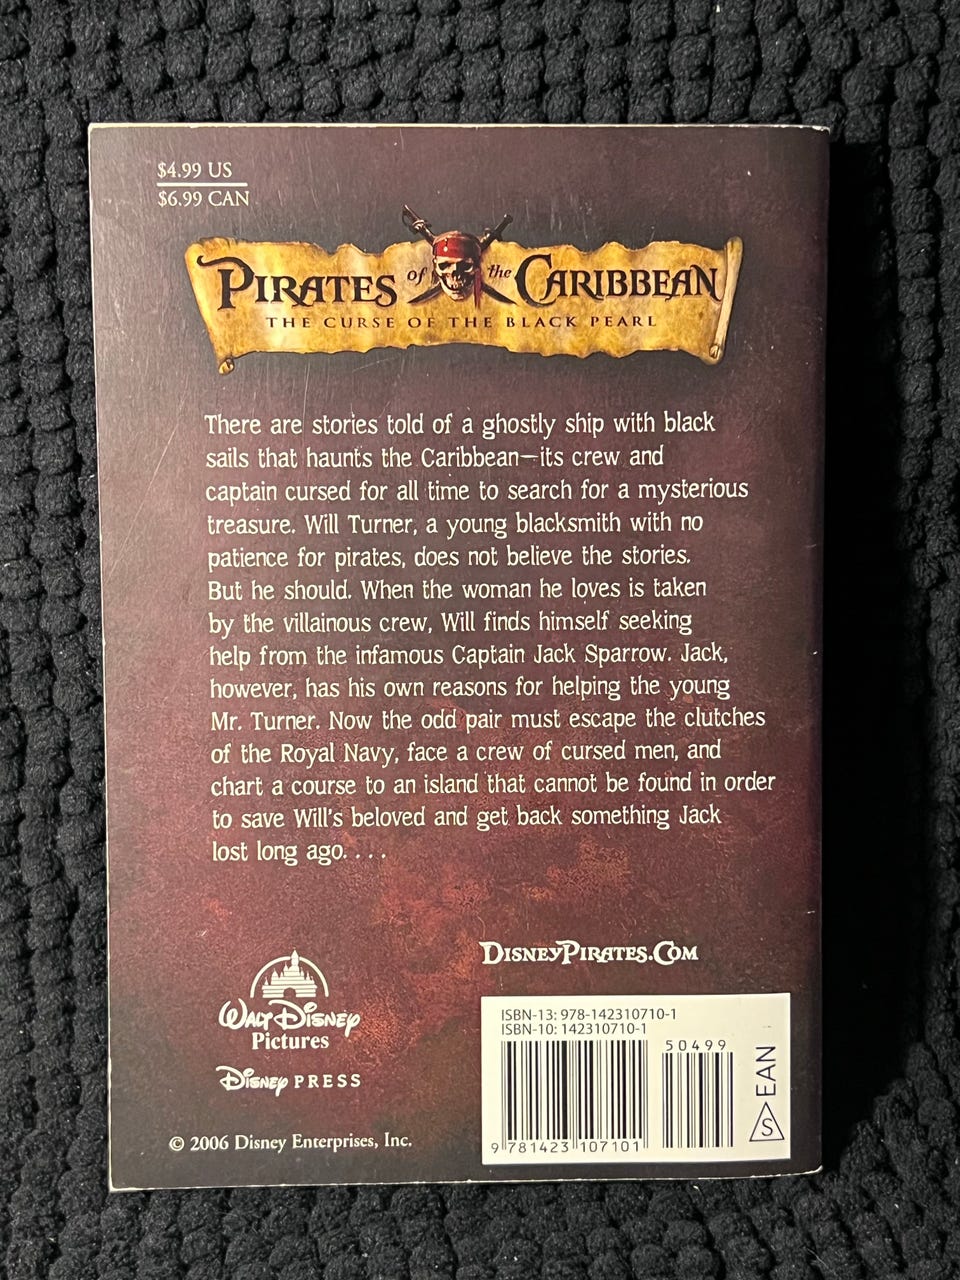 $4.99 US
$6.99 CAN
PIRATES of the CARIBBEAN
THE CURSE OF THE BLACK PEARL
There are stories told of a ghostly ship with black
sails that haunts the Caribbean—its crew and
captain cursed for all time to search for a mysterious
treasure. Will Turner, a young blacksmith with no
patience for pirates, does not believe the stories.
But he should. When the woman he loves is taken
by the villainous crew, Will finds himself seeking
help from the infamous Captain Jack Sparrow. Jack,
however, has his own reasons for helping the young
Mr. Turner. Now the odd pair must escape the clutches
of the Royal Navy, face a crew of cursed men, and
chart a course to an island that cannot be found in order
to save Will's beloved and get back something Jack
lost long ago. . . .
DISNEYPIRATES.COM
WALT DISNEY
Pictures
DISNEY PRESS
© 2006 Disney Enterprises, Inc.
ISBN-13: 978-142310710-1
ISBN-10: 142310710-1
50499
9 781423 107101
S EAN